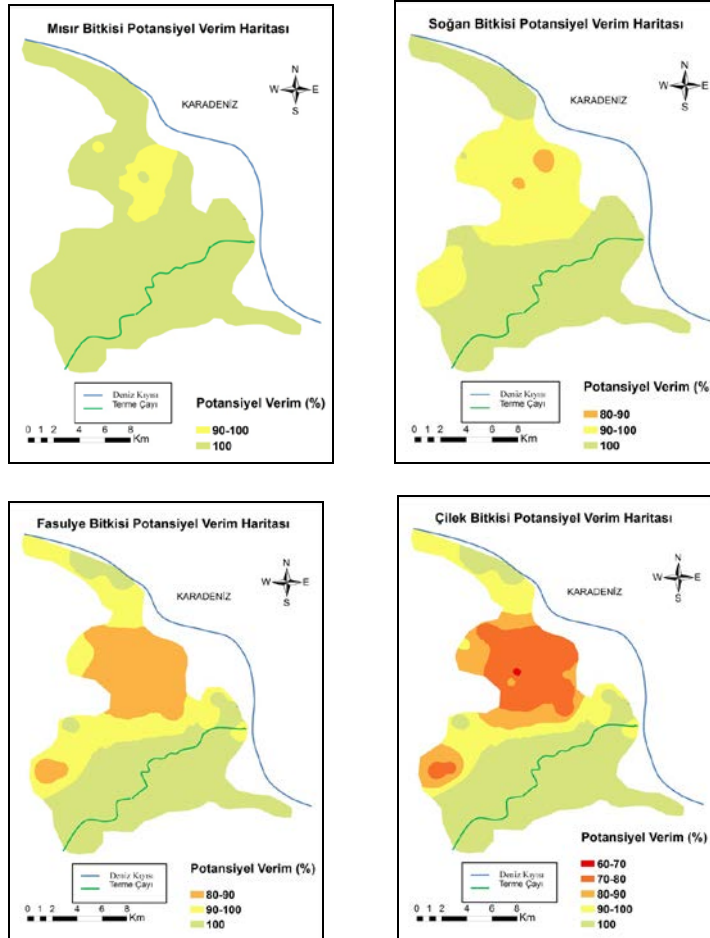 Mısır Bitkisi Potansiyel Verim Haritası
N
W E
S
KARADENİZ
Deniz Kıyısı
Terme Çayı
Potansiyel Verim (%)
90-100
100
0 1 2 4 6 8
Km
Soğan Bitkisi Potansiyel Verim Haritası
N
W E
S
KARADENİZ
Deniz Kıyısı
Terme Çayı
Potansiyel Verim (%)
80-90
90-100
100
0 1 2 4 6 8
Km
Fasulye Bitkisi Potansiyel Verim Haritası
N
W E
S
KARADENİZ
Deniz Kıyısı
Terme Çayı
Potansiyel Verim (%)
80-90
90-100
100
0 1 2 4 6 8
Km
Çilek Bitkisi Potansiyel Verim Haritası
N
W E
S
KARADENİZ
Deniz Kıyısı
Terme Çayı
Potansiyel Verim (%)
60-70
70-80
80-90
90-100
100
0 1 2 4 6 8
Km